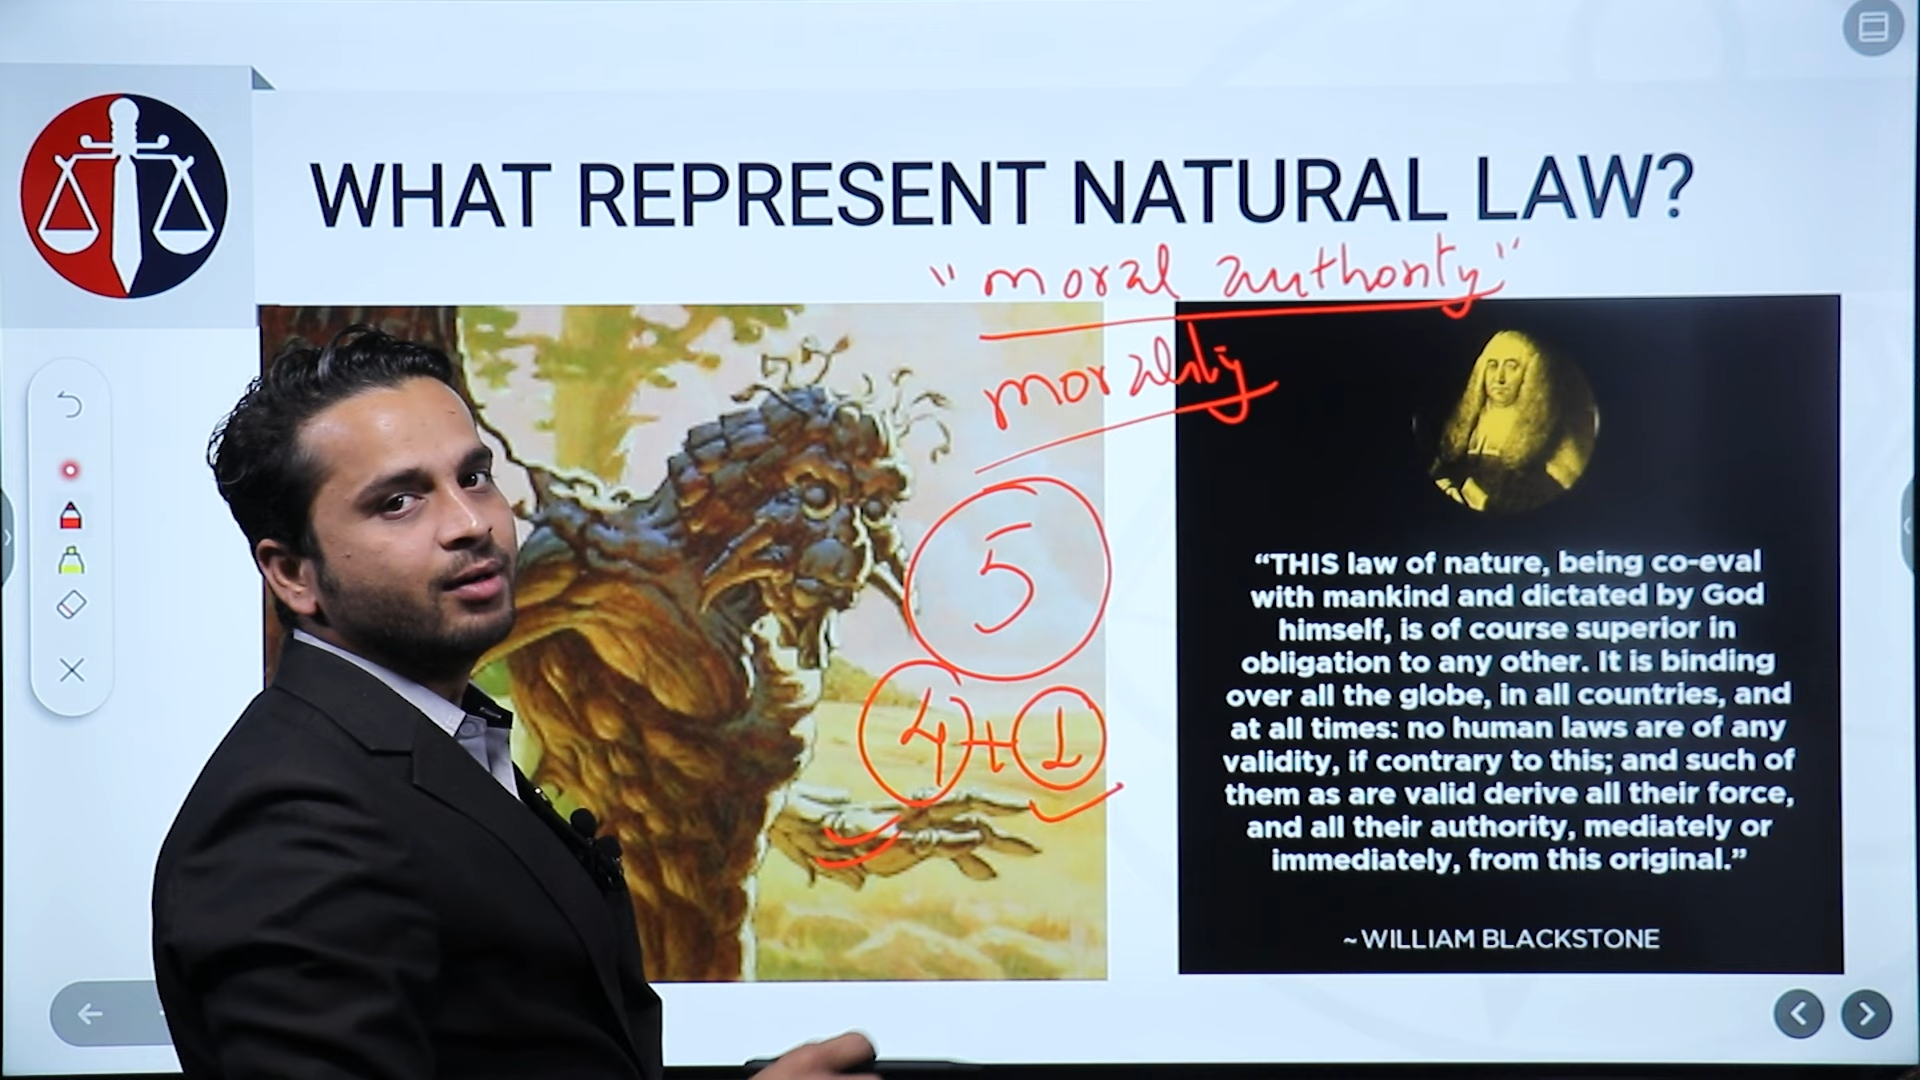 WHAT REPRESENT NATURAL LAW?
"moral authority"
morality
5
4+1
“THIS law of nature, being co-eval
with mankind and dictated by God
himself, is of course superior in
obligation to any other. It is binding
over all the globe, in all countries, and
at all times: no human laws are of any
validity, if contrary to this; and such of
them as are valid derive all their force,
and all their authority, mediately or
immediately, from this original.”
~WILLIAM BLACKSTONE